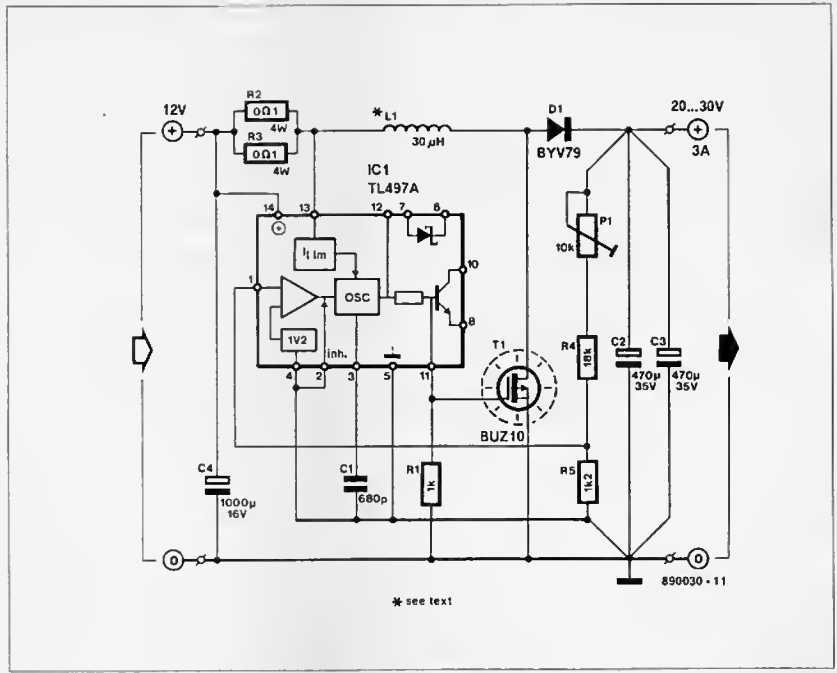 12V
R2
0Ω1
4W
R3
0Ω1
4W
* L1
30 µH
D1
BYV79
20...30V
3A
IC1
TL497A
14
13
12
7
6
I lim
OSC
1
1V2
inh.
10
8
4
2
3
5
11
P1
10k
R4
18k
C2
470µ
35V
C3
470µ
35V
T1
BUZ10
C4
1000µ
16V
C1
680p
R1
1k
R5
1k2
0
0
890030 - 11
* see text